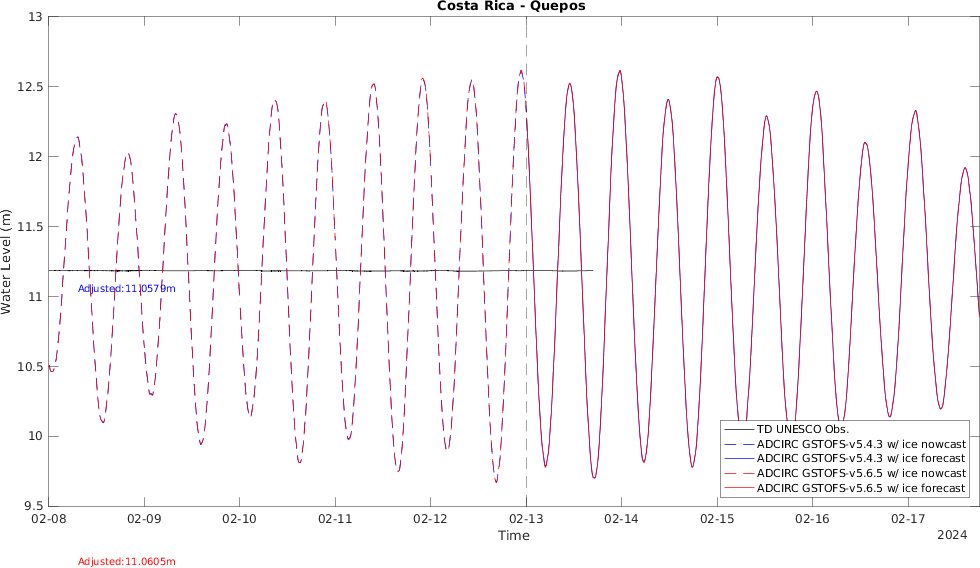 Costa Rica - Quepos
13
12.5
12
11.5
11
10.5
10
9.5
Water Level (m)
Adjusted:11.0579m
TD UNESCO Obs.
ADCIRC GSTOFS-v5.4.3 w/ ice nowcast
ADCIRC GSTOFS-v5.4.3 w/ ice forecast
ADCIRC GSTOFS-v5.6.5 w/ ice nowcast
ADCIRC GSTOFS-v5.6.5 w/ ice forecast
02-08 02-09 02-10 02-11 02-12 02-13 02-14 02-15 02-16 02-17
Time
2024
Adjusted:11.0605m